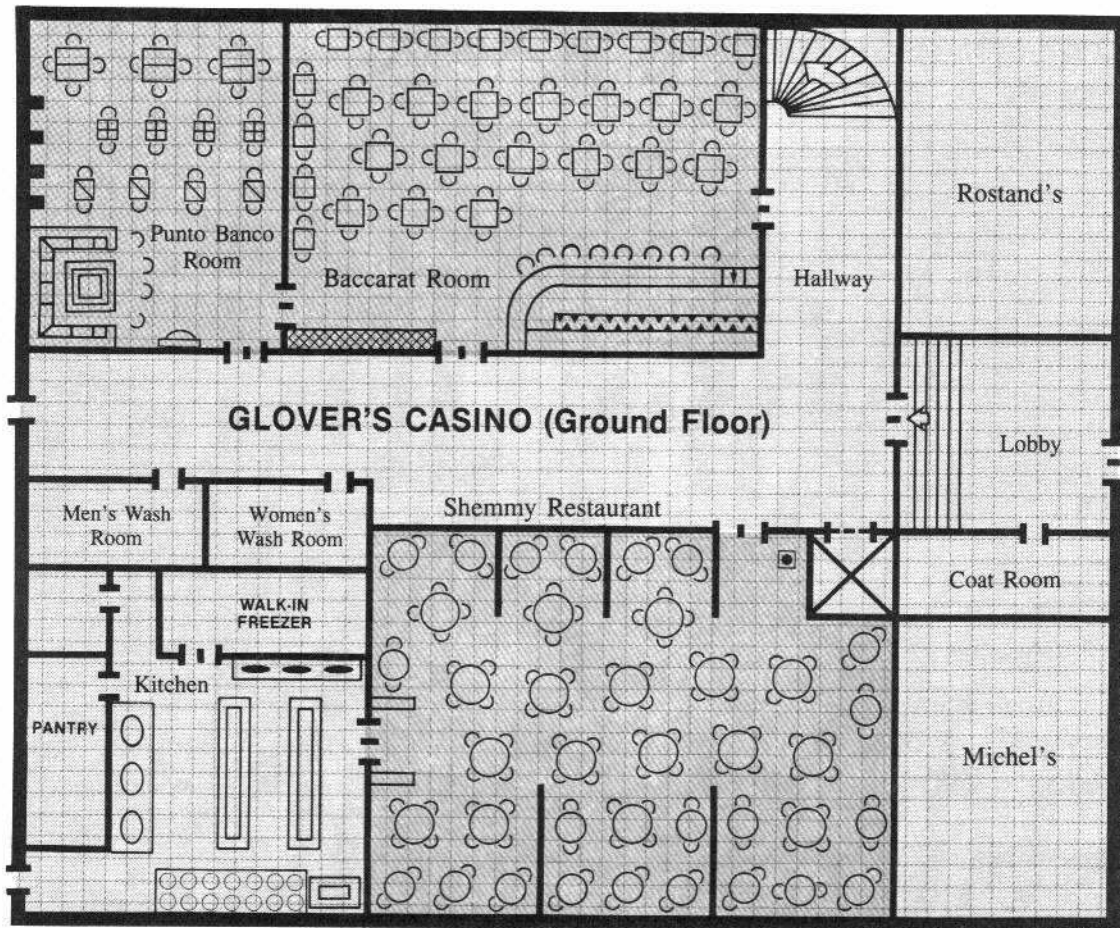 Punto Banco
Room
Baccarat Room
Hallway
Rostand's
GLOVER'S CASINO (Ground Floor)
Lobby
Men's Wash
Room
Women's
Wash Room
Shemmy Restaurant
Coat Room
WALK-IN
FREEZER
Kitchen
PANTRY
Michel's